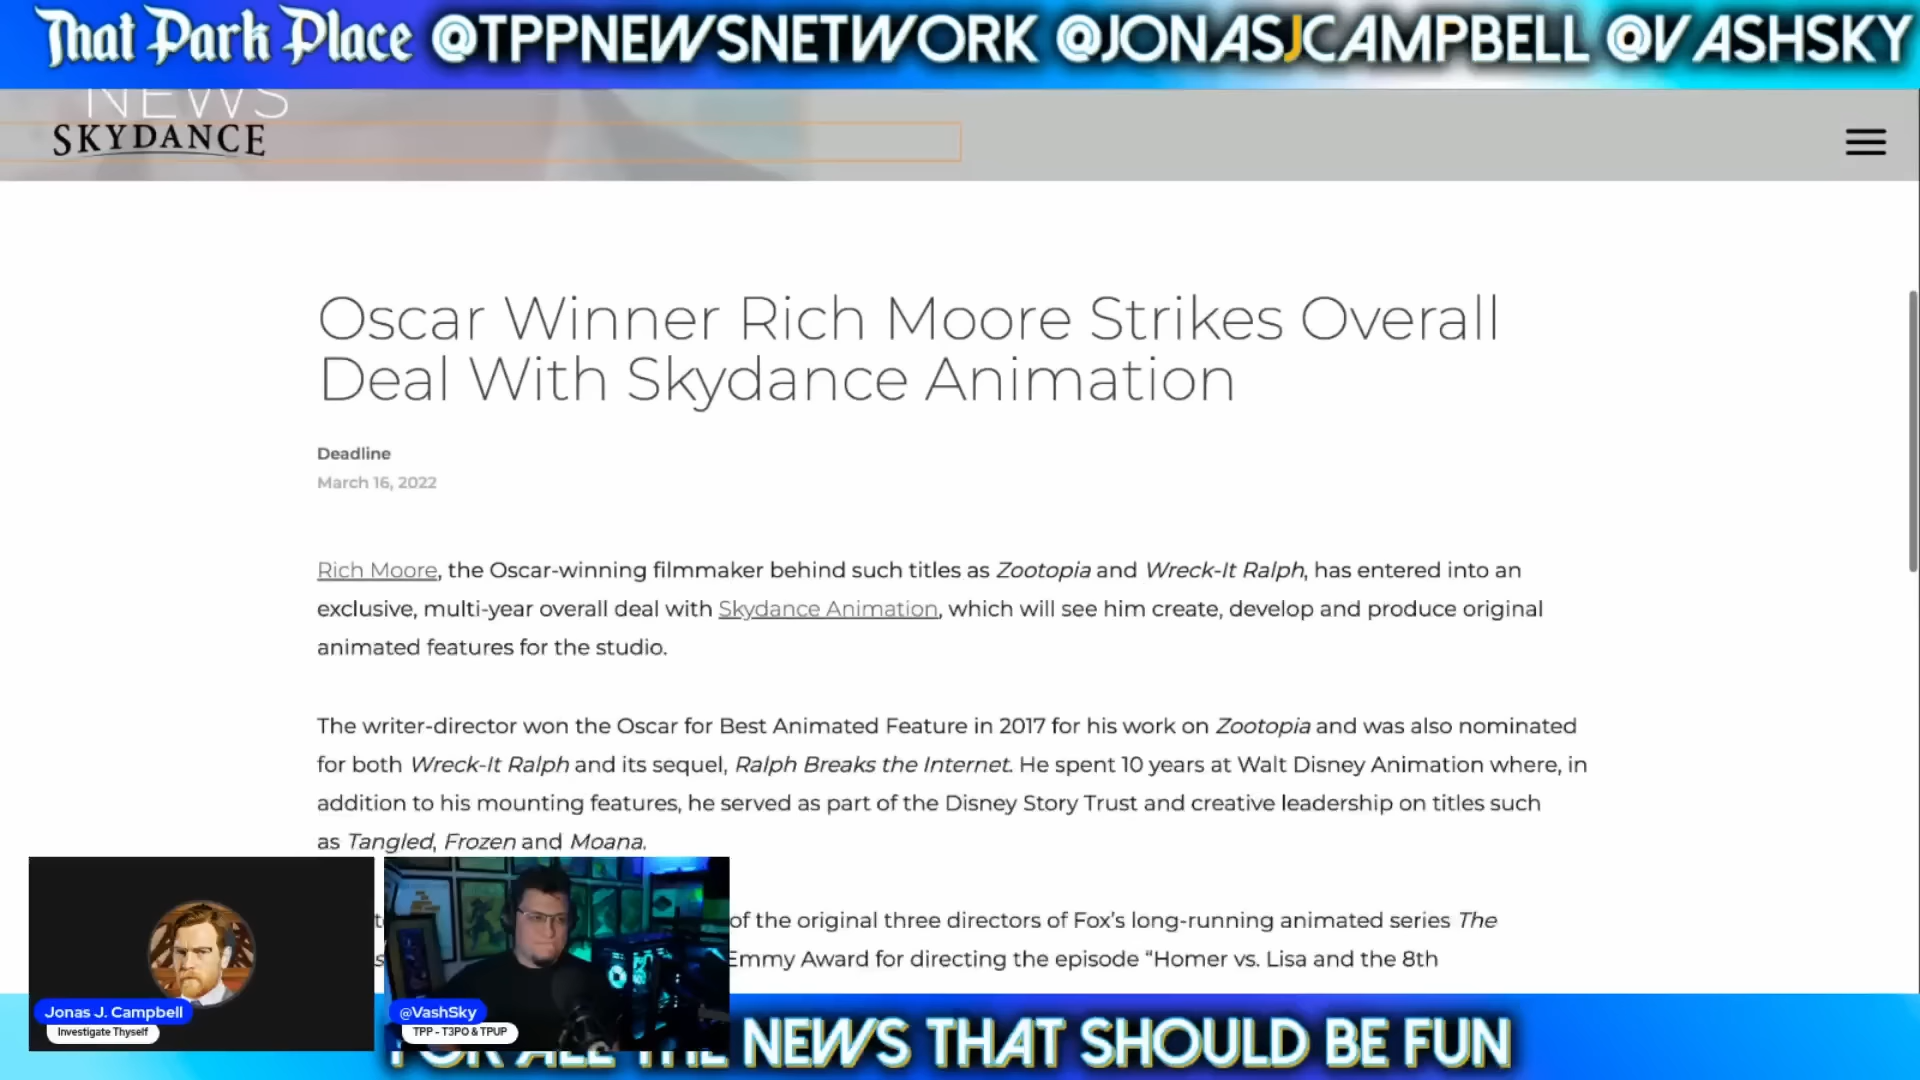 That Park Place @TPPNEWSNETWORK @JONASJCAMPBELL @VASHSKY
NEWS
SKYDANCE
Oscar Winner Rich Moore Strikes Overall
Deal With Skydance Animation
Deadline
March 16, 2022
Rich Moore, the Oscar-winning filmmaker behind such titles as Zootopia and Wreck-It Ralph, has entered into an
exclusive, multi-year overall deal with Skydance Animation, which will see him create, develop and produce original
animated features for the studio.
The writer-director won the Oscar for Best Animated Feature in 2017 for his work on Zootopia and was also nominated
for both Wreck-It Ralph and its sequel, Ralph Breaks the Internet. He spent 10 years at Walt Disney Animation where, in
addition to his mounting features, he served as part of the Disney Story Trust and creative leadership on titles such
as Tangled, Frozen and Moana.
of the original three directors of Fox's long-running animated series The
Emmy Award for directing the episode “Homer vs. Lisa and the 8th
Jonas J. Campbell
Investigate Thyself
@VashSky
TPP - T3PO & TPUP
FOR ALL THE NEWS THAT SHOULD BE FUN